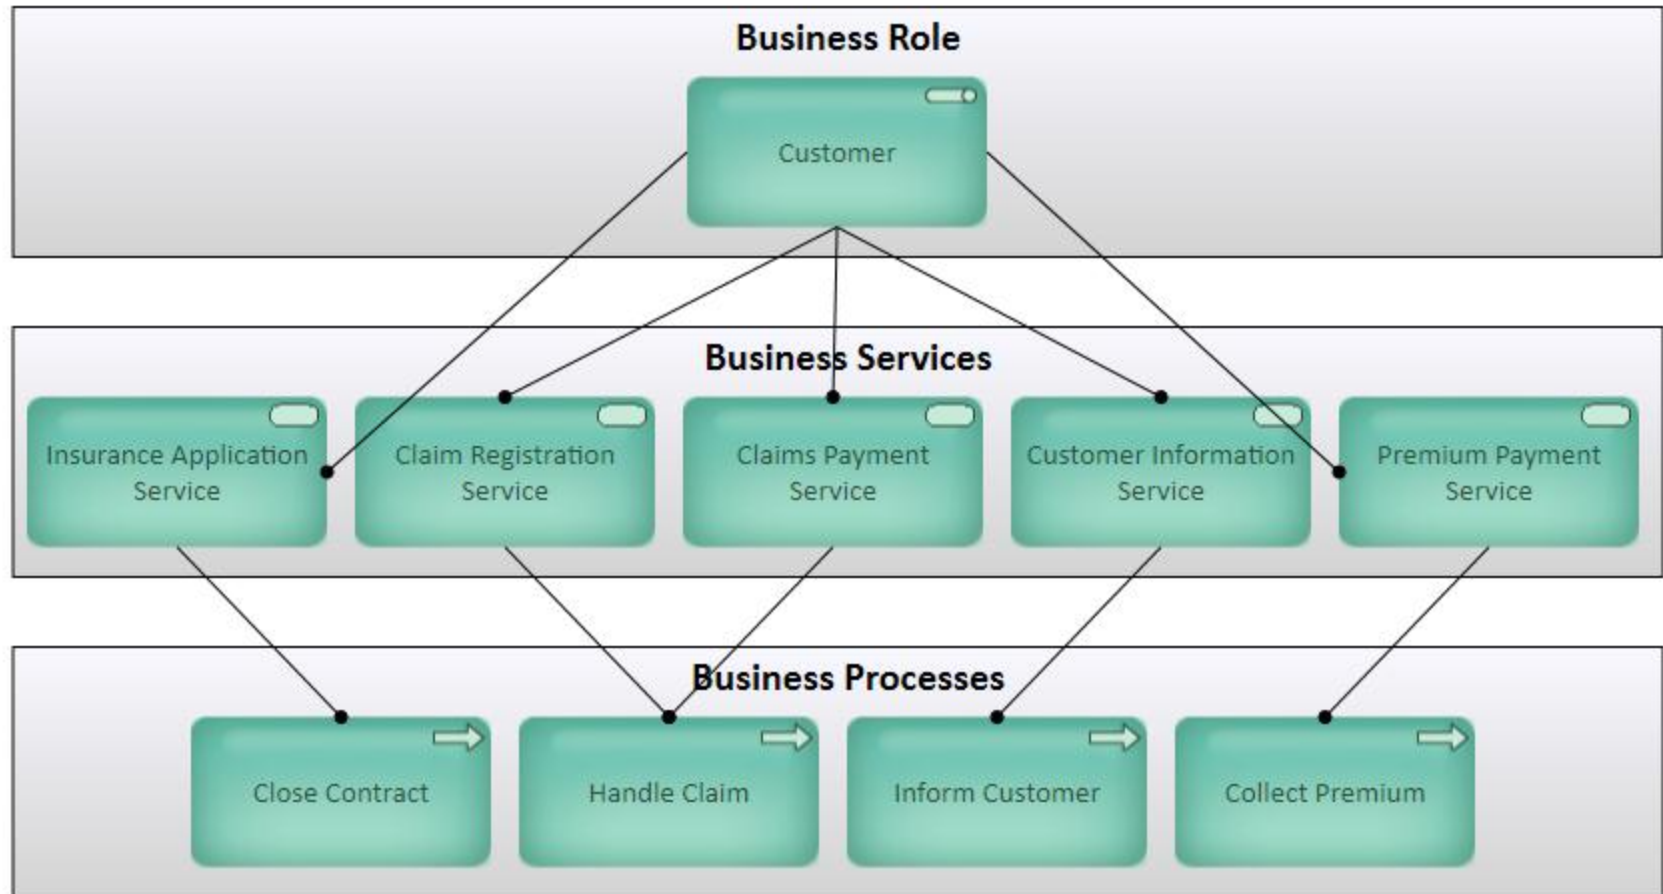 Business Role
Customer
Business Services
Insurance Application
Service
Claim Registration
Service
Claims Payment
Service
Customer Information
Service
Premium Payment
Service
Business Processes
Close Contract
Handle Claim
Inform Customer
Collect Premium